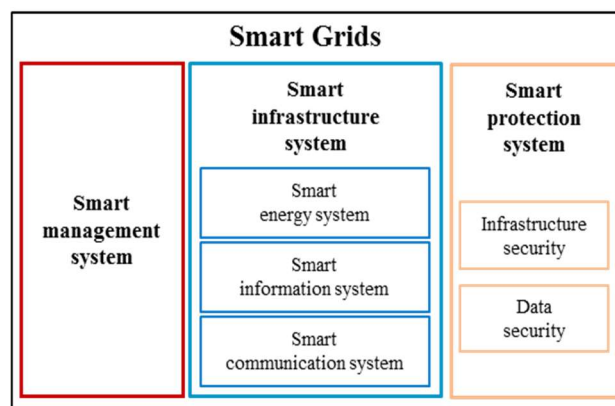 Smart Grids
Smart
management
system
Smart
infrastructure
system
Smart
energy system
Smart
information system
Smart
communication system
Smart
protection
system
Infrastructure
security
Data
security